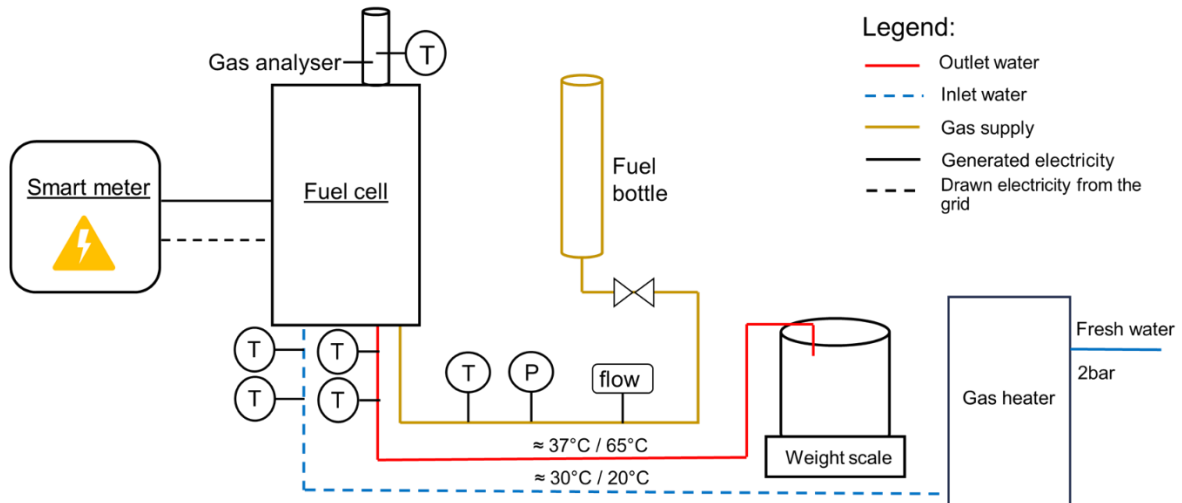 Legend:
Outlet water
Inlet water
Gas supply
Generated electricity
Drawn electricity from the
grid
Gas analyser
T
Smart meter
Fuel cell
Fuel
bottle
T
T
T
T
T
P
flow
≈ 37°C / 65°C
≈ 30°C / 20°C
Weight scale
Gas heater
Fresh water
2bar